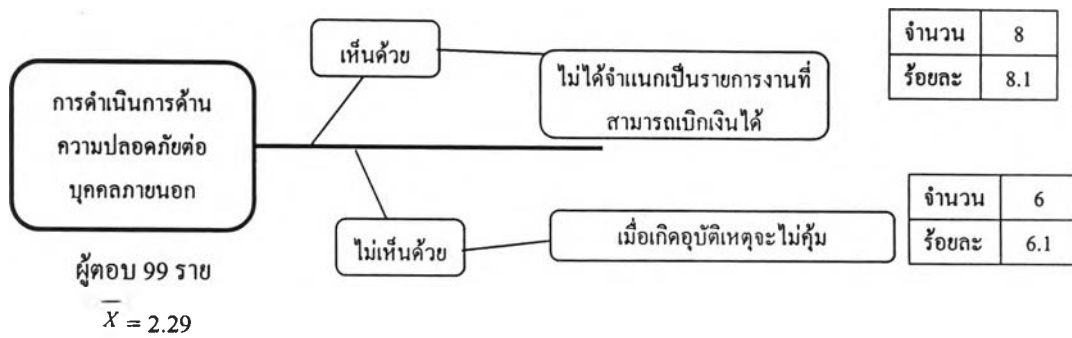 เห็นด้วย
ไม่ได้จำแนกเป็นรายการงานที่
สามารถเบิกเงินได้
จำนวน 8
ร้อยละ 8.1
การดำเนินการด้าน
ความปลอดภัยต่อ
บุคคลภายนอก
ไม่เห็นด้วย
เมื่อเกิดอุบัติเหตุจะไม่คุ้ม
จำนวน 6
ร้อยละ 6.1
ผู้ตอบ 99 ราย
X̄ = 2.29